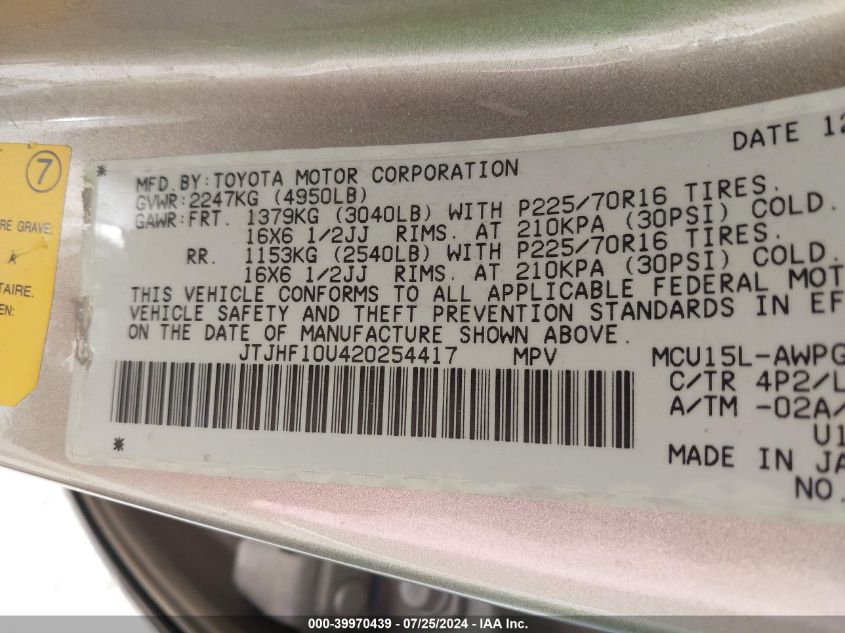 7
RE GRAVE
TAIRE.
EN:
DATE 12
*
MFD. BY: TOYOTA MOTOR CORPORATION
GVWR: 2247KG (4950LB)
GAWR: FRT. 1379KG (3040LB) WITH P225/70R16 TIRES.
16X6 1/2JJ RIMS. AT 210KPA (30PSI) COLD.
RR. 1153KG (2540LB) WITH P225/70R16 TIRES.
16X6 1/2JJ RIMS. AT 210KPA (30PSI) COLD.
THIS VEHICLE CONFORMS TO ALL APPLICABLE FEDERAL MOT
VEHICLE SAFETY AND THEFT PREVENTION STANDARDS IN EF
ON THE DATE OF MANUFACTURE SHOWN ABOVE.
JTJHF10U420254417 MPV MCU15L-AWPG
C/TR 4P2/L
A/TM -02A/
U1
*
MADE IN JA
NO.
000-39970439 - 07/25/2024 - IAA Inc.